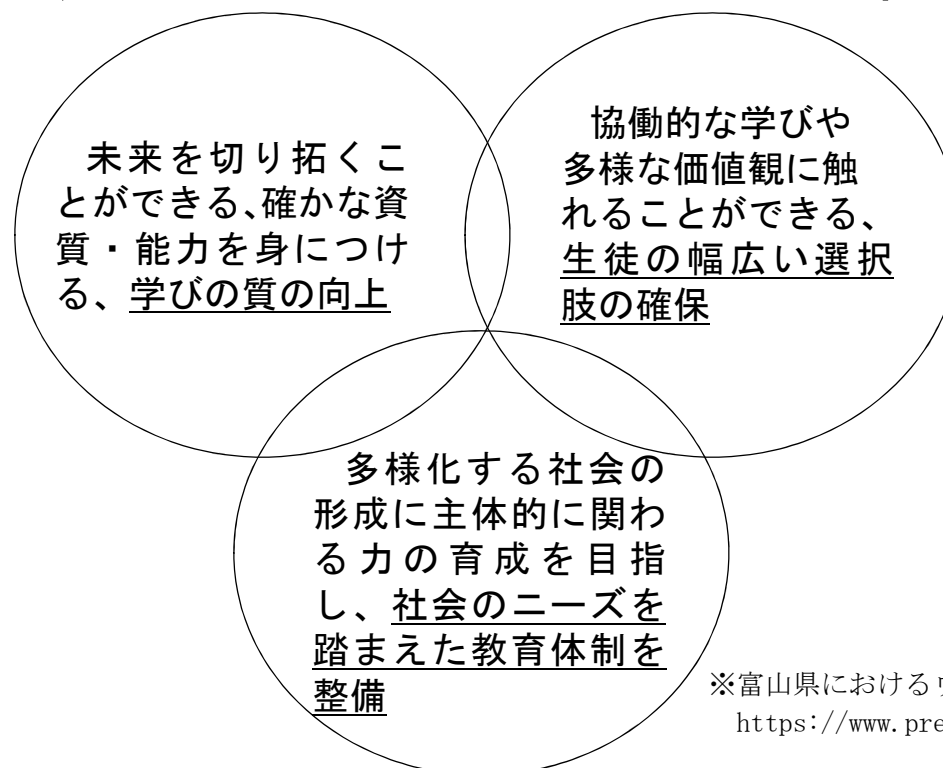 未来を切り拓くこ
とができる、確かな資
質・能力を身につけ
る、学びの質の向上
協働的な学びや
多様な価値観に触
れることができる、
生徒の幅広い選択
肢の確保
多様化する社会の
形成に主体的に関わ
る力の育成を目指
し、社会のニーズを
踏まえた教育体制を
整備
※富山県における
https://www.pre